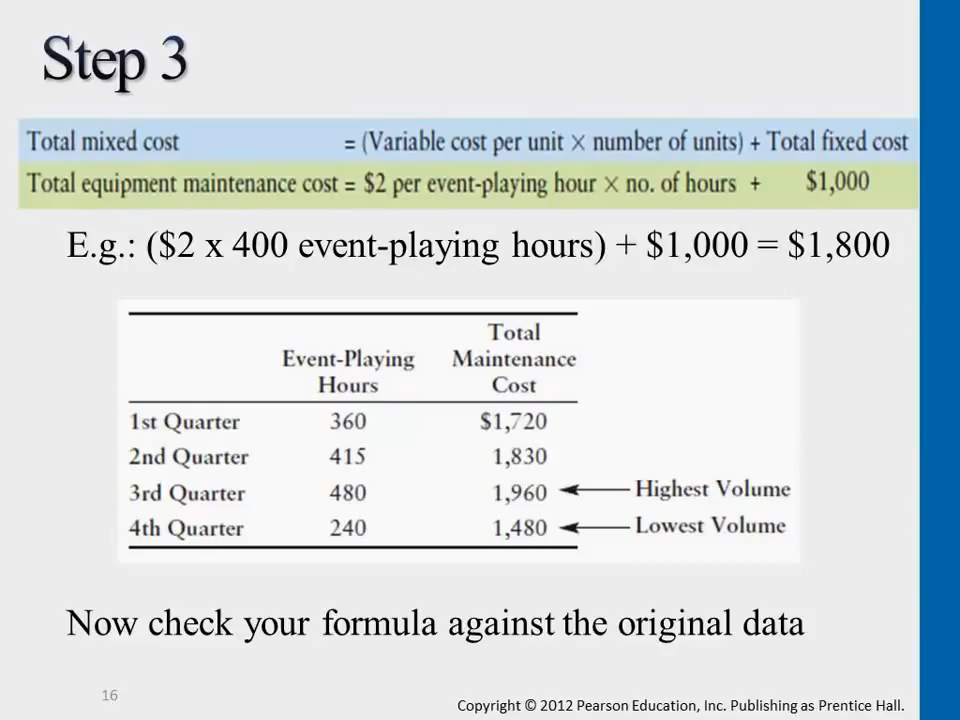 Step 3
Total mixed cost = (Variable cost per unit × number of units) + Total fixed cost
Total equipment maintenance cost = $2 per event-playing hour × no. of hours + $1,000
E.g.: ($2 x 400 event-playing hours) + $1,000 = $1,800
Total
Event-Playing Maintenance
Hours Cost
1st Quarter 360 $1,720
2nd Quarter 415 1,830
3rd Quarter 480 1,960 Highest Volume
4th Quarter 240 1,480 Lowest Volume
Now check your formula against the original data
16
Copyright © 2012 Pearson Education, Inc. Publishing as Prentice Hall.